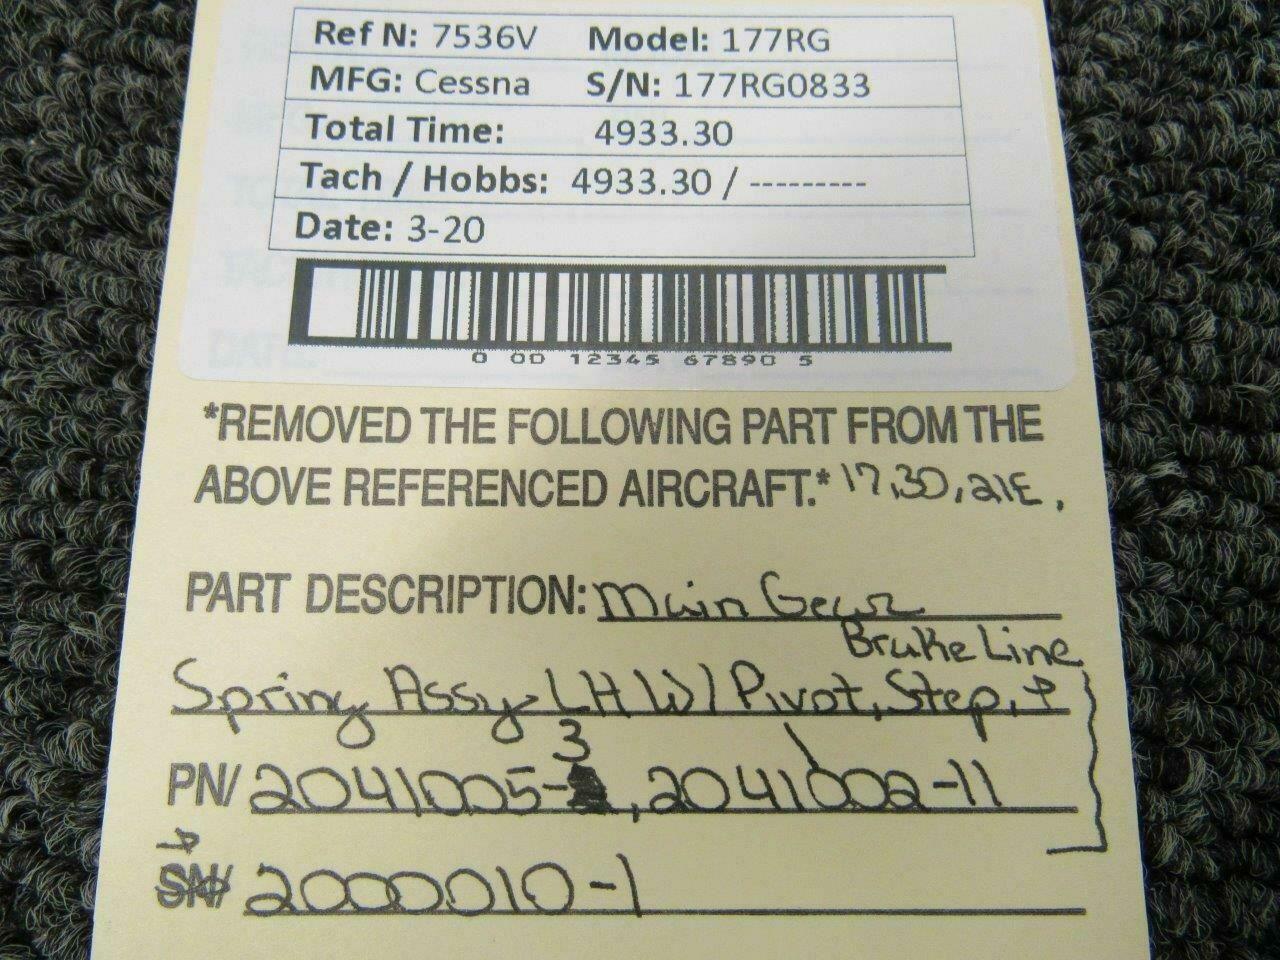 Ref N: 7536V Model: 177RG
MFG: Cessna S/N: 177RG0833
Total Time: 4933.30
Tach / Hobbs: 4933.30 / ---------
Date: 3-20
0 00 12345 67890 5
*REMOVED THE FOLLOWING PART FROM THE
ABOVE REFERENCED AIRCRAFT.* 17,30,21E,
PART DESCRIPTION: Main Gear
Brake Line
Spring Assy LH W/ Pivot, Step, +
3
PN/ 2041005- , 2041002-11
SN/ 2000010-1